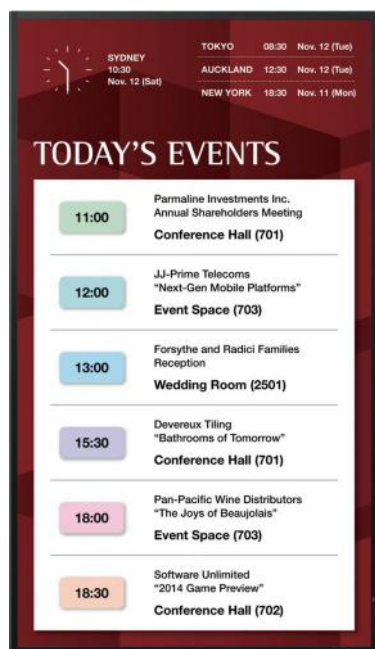 SYDNEY
10:30
Nov. 12 (Sat)
TOKYO 08:30 Nov. 12 (Tue)
AUCKLAND 12:30 Nov. 12 (Tue)
NEW YORK 18:30 Nov. 11 (Mon)
TODAY'S EVENTS
11:00
Parmaline Investments Inc.
Annual Shareholders Meeting
Conference Hall (701)
12:00
JJ-Prime Telecoms
“Next-Gen Mobile Platforms”
Event Space (703)
13:00
Forsythe and Radici Families
Reception
Wedding Room (2501)
15:30
Devereux Tiling
“Bathrooms of Tomorrow”
Conference Hall (701)
18:00
Pan-Pacific Wine Distributors
“The Joys of Beaujolais”
Event Space (703)
18:30
Software Unlimited
“2014 Game Preview”
Conference Hall (702)